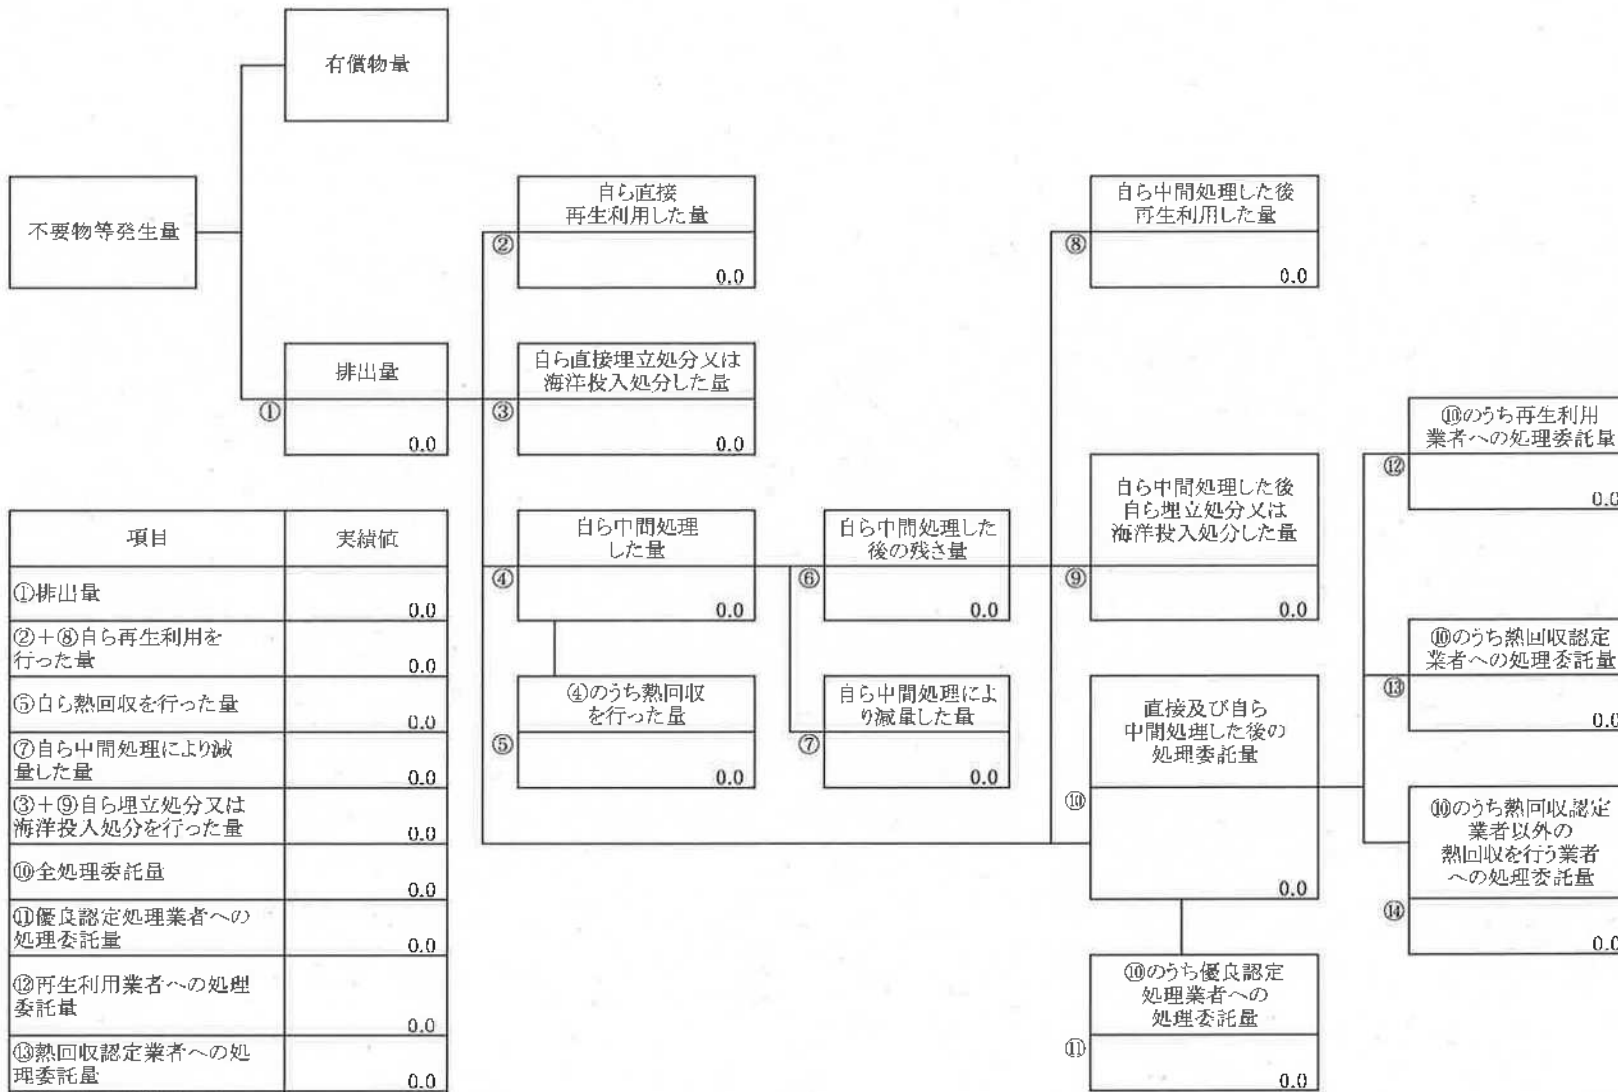 有償物量
不要物等発生量
自ら直接
再生利用した量
②
0.0
自ら中間処理した後
再生利用した量
⑧
0.0
排出量
①
0.0
自ら直接埋立処分又は
海洋投入処分した量
③
0.0
⑩のうち再生利用
業者への処理委託量
⑫
0.0
自ら中間処理
した量
④
0.0
自ら中間処理した
後の残さ量
⑥
0.0
自ら中間処理した後
自ら埋立処分又は
海洋投入処分した量
⑨
0.0
⑩のうち熱回収認定
業者への処理委託量
⑬
0.0
④のうち熱回収
を行った量
⑤
0.0
自ら中間処理によ
り減量した量
⑦
0.0
直接及び自ら
中間処理した後の
処理委託量
⑩
0.0
⑩のうち熱回収認定
業者以外の
熱回収を行う業者
への処理委託量
⑭
0.0
⑩のうち優良認定
処理業者への
処理委託量
⑪
0.0
項目 実績値
①排出量
0.0
②+⑧自ら再生利用を
行った量
0.0
⑤自ら熱回収を行った量
0.0
⑦自ら中間処理により減
量した量
0.0
③+⑨自ら埋立処分又は
海洋投入処分を行った量
0.0
⑩全処理委託量
0.0
⑪優良認定処理業者への
処理委託量
0.0
⑫再生利用業者への処理
委託量
0.0
⑬熱回収認定業者への処
理委託量
0.0